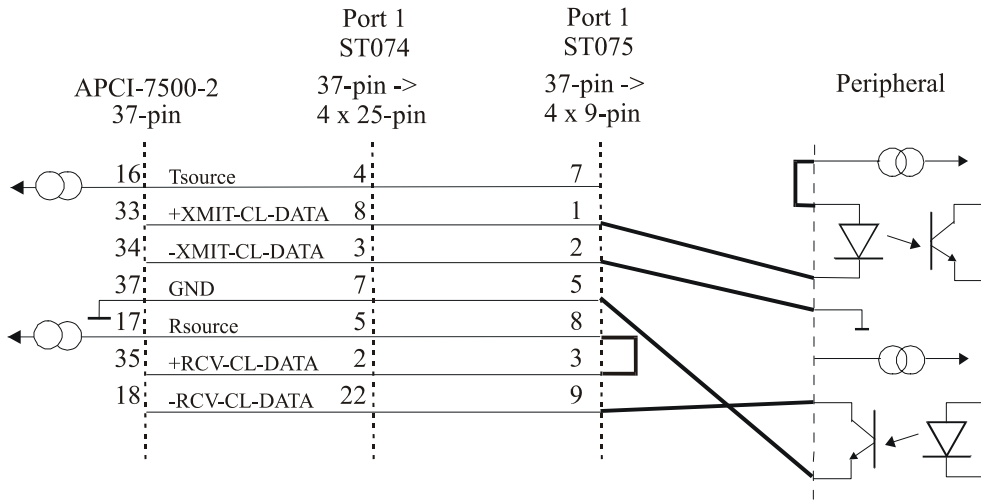 Port 1
ST074
Port 1
ST075
APCI-7500-2
37-pin
37-pin ->
4 x 25-pin
37-pin ->
4 x 9-pin
Peripheral
16 Tsource 4 7
33 +XMIT-CL-DATA 8 1
34 -XMIT-CL-DATA 3 2
37 GND 7 5
17 Rsource 5 8
35 +RCV-CL-DATA 2 3
18 -RCV-CL-DATA 22 9